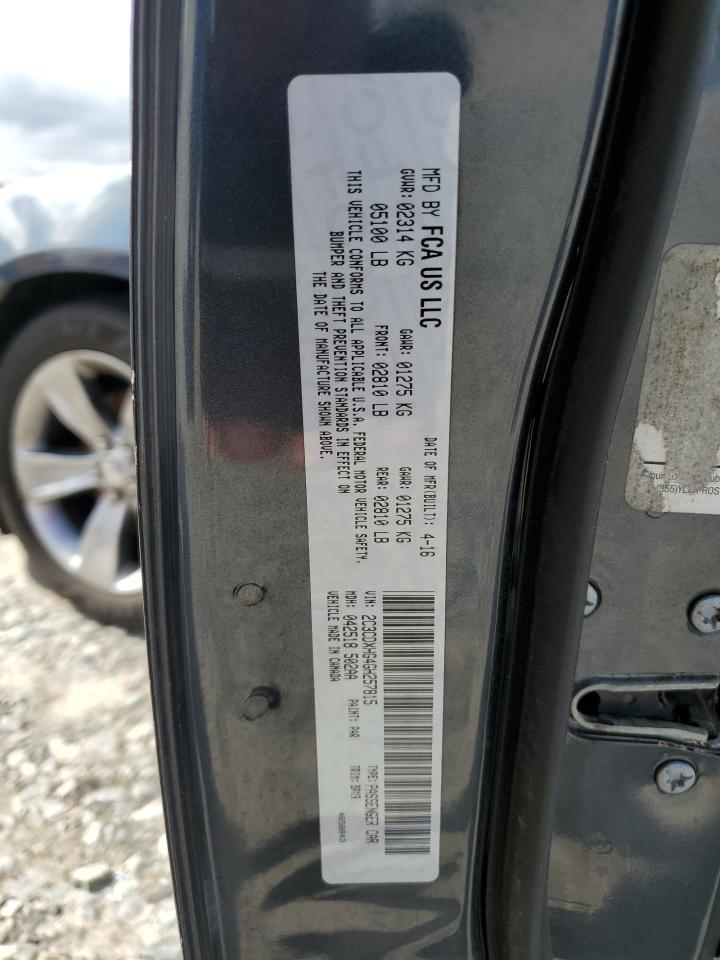 MFD BY FCA US LLC
DATE OF MFR(BUILT): 4-16
GVWR: 02314 KG GAWR: 01275 KG GAWR: 01275 KG
05100 LB FRONT: 02810 LB REAR: 02810 LB
THIS VEHICLE CONFORMS TO ALL APPLICABLE U.S.A. FEDERAL MOTOR VEHICLE SAFETY,
BUMPER AND THEFT PREVENTION STANDARDS IN EFFECT ON
THE DATE OF MANUFACTURE SHOWN ABOVE.
VIN: 2C3CDXHG4GH257815 TYPE: PASSENGER CAR
MDH: 042518 502AA PAINT: PAR TRIM: BPX9
VEHICLE MADE IN CANADA 4658843